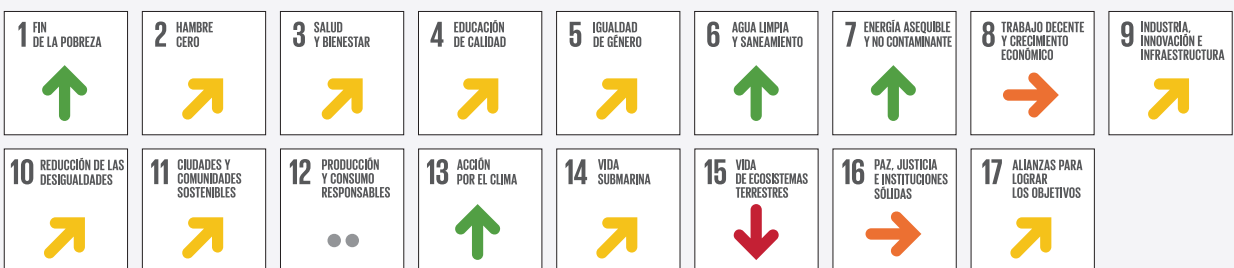 1 FIN
DE LA POBREZA
2 HAMBRE
CERO
3 SALUD
Y BIENESTAR
4 EDUCACIÓN
DE CALIDAD
5 IGUALDAD
DE GÉNERO
6 AGUA LIMPIA
Y SANEAMIENTO
7 ENERGÍA ASEQUIBLE
Y NO CONTAMINANTE
8 TRABAJO DECENTE
Y CRECIMIENTO
ECONÓMICO
9 INDUSTRIA,
INNOVACIÓN E
INFRAESTRUCTURA
10 REDUCCIÓN DE LAS
DESIGUALDADES
11 CIUDADES Y
COMUNIDADES
SOSTENIBLES
12 PRODUCCIÓN
Y CONSUMO
RESPONSABLES
13 ACCIÓN
POR EL CLIMA
14 VIDA
SUBMARINA
15 VIDA
DE ECOSISTEMAS
TERRESTRES
16 PAZ, JUSTICIA
E INSTITUCIONES
SÓLIDAS
17 ALIANZAS PARA
LOGRAR
LOS OBJETIVOS